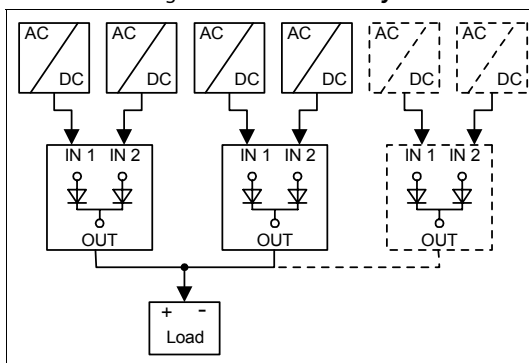 AC AC AC AC AC AC
DC DC DC DC DC DC
IN 1 IN 2 IN 1 IN 2 IN 1 IN 2
OUT OUT OUT
+ -
Load